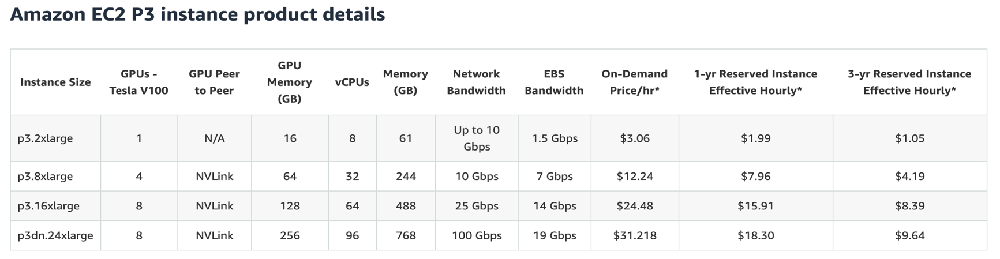 Amazon EC2 P3 instance product details
Instance Size
GPUs -
Tesla V100
GPU Peer
to Peer
GPU
Memory
(GB)
vCPUs
Memory
(GB)
Network
Bandwidth
EBS
Bandwidth
On-Demand
Price/hr*
1-yr Reserved Instance
Effective Hourly*
3-yr Reserved Instance
Effective Hourly*
p3.2xlarge 1 N/A 16 8 61 Up to 10 Gbps 1.5 Gbps $3.06 $1.99 $1.05
p3.8xlarge 4 NVLink 64 32 244 10 Gbps 7 Gbps $12.24 $7.96 $4.19
p3.16xlarge 8 NVLink 128 64 488 25 Gbps 14 Gbps $24.48 $15.91 $8.39
p3dn.24xlarge 8 NVLink 256 96 768 100 Gbps 19 Gbps $31.218 $18.30 $9.64